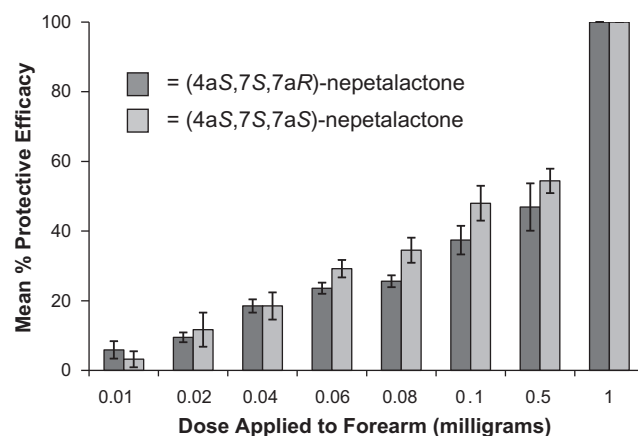 100
80
60
40
20
0
Mean % Protective Efficacy
= (4aS,7S,7aR)-nepetalactone
= (4aS,7S,7aS)-nepetalactone
0.01 0.02 0.04 0.06 0.08 0.1 0.5 1
Dose Applied to Forearm (milligrams)